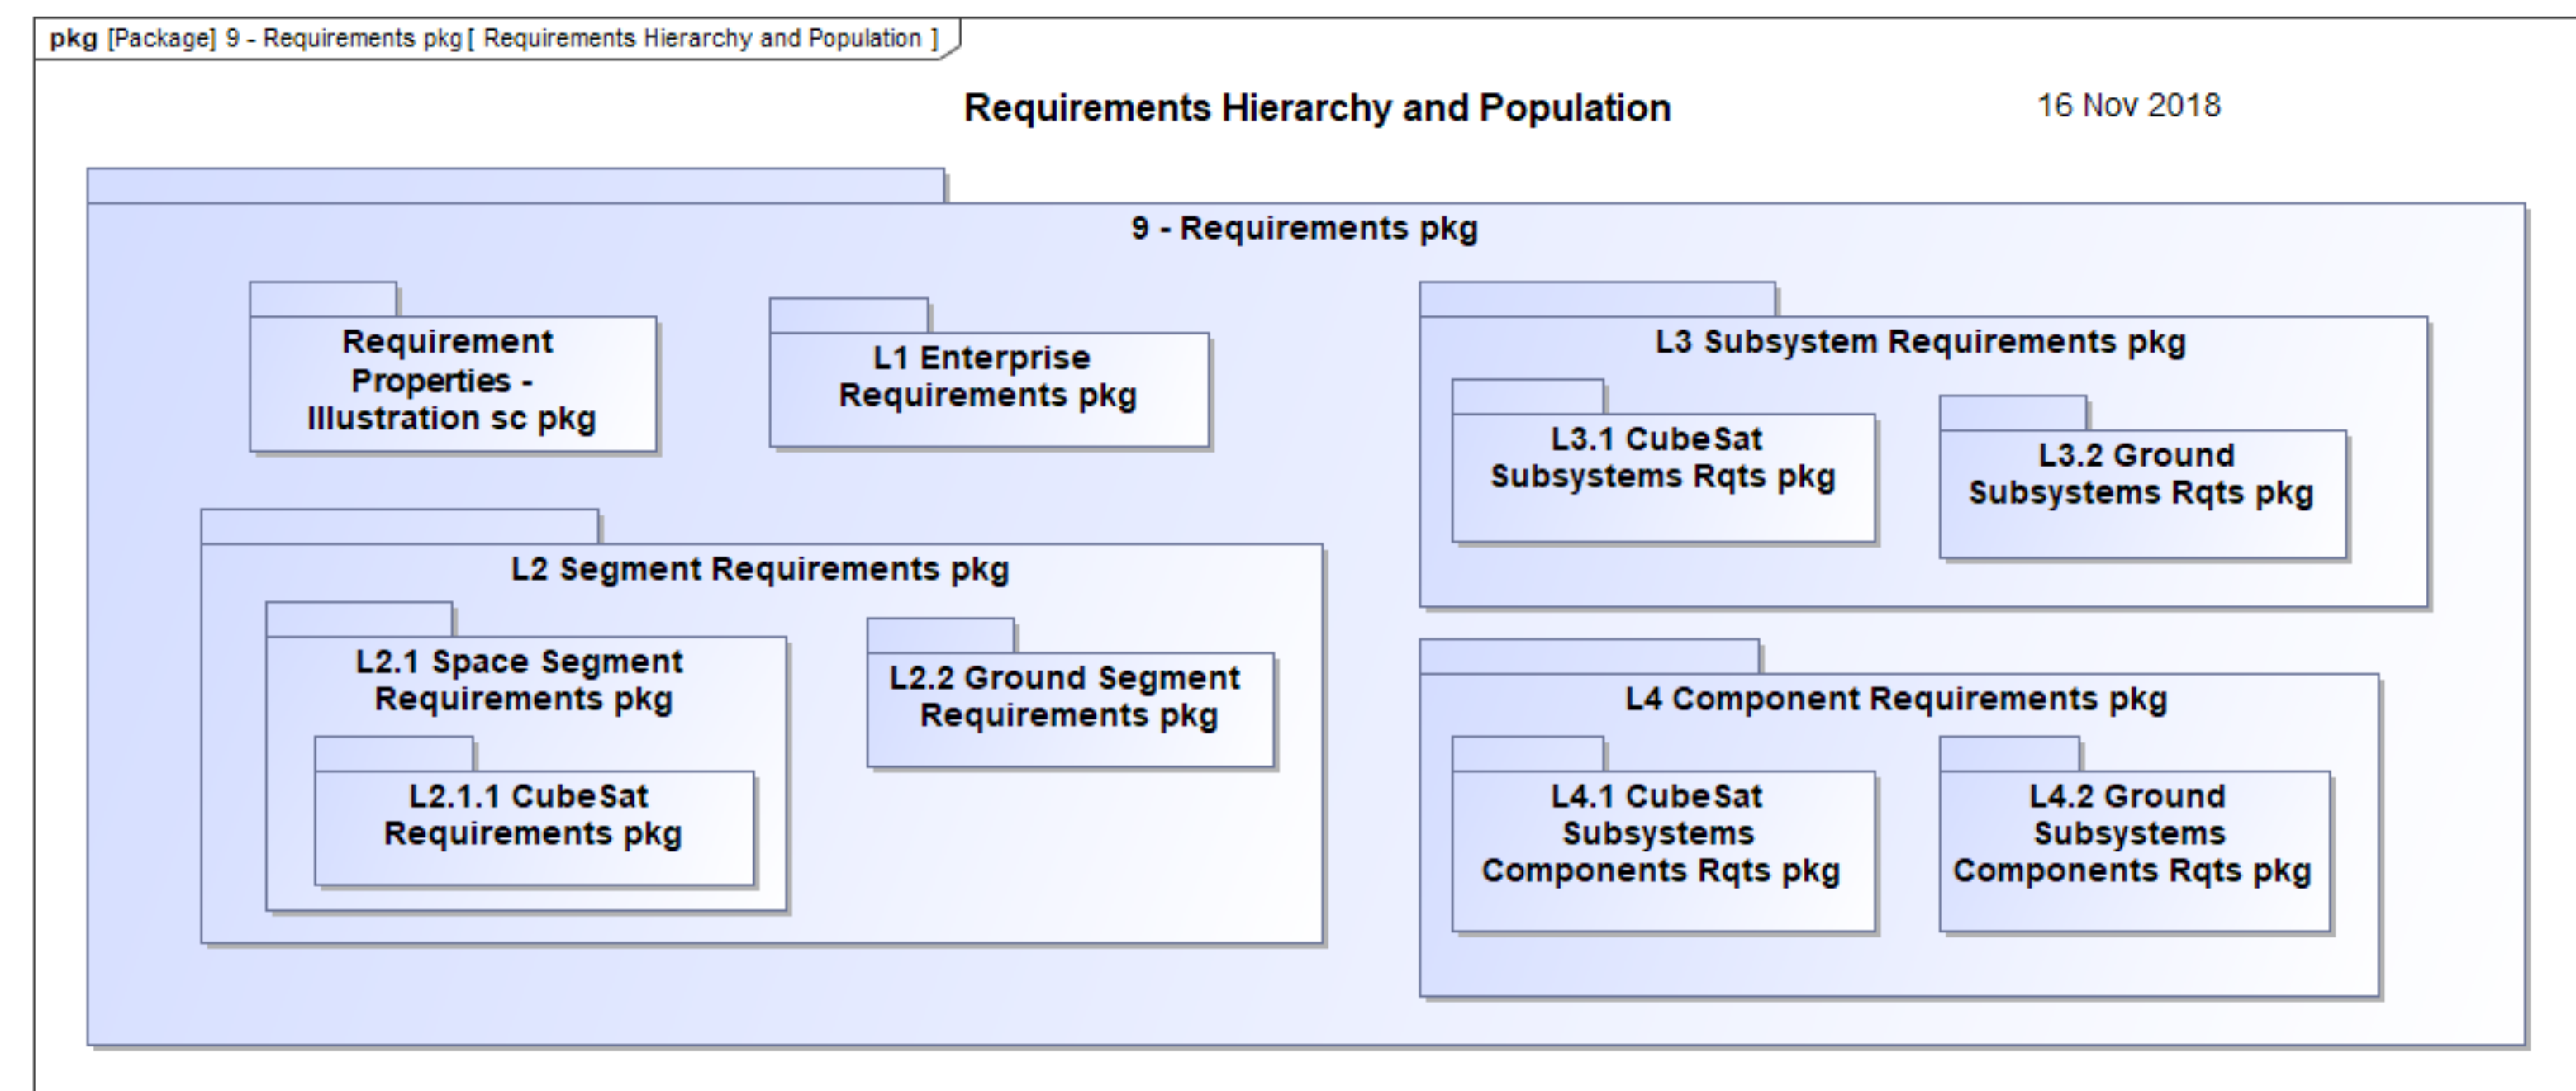 pkg [Package] 9 - Requirements pkg[ Requirements Hierarchy and Population ]
Requirements Hierarchy and Population
16 Nov 2018
9 - Requirements pkg
Requirement
Properties -
Illustration sc pkg
L1 Enterprise
Requirements pkg
L2 Segment Requirements pkg
L2.1 Space Segment
Requirements pkg
L2.1.1 CubeSat
Requirements pkg
L2.2 Ground Segment
Requirements pkg
L3 Subsystem Requirements pkg
L3.1 CubeSat
Subsystems Rqts pkg
L3.2 Ground
Subsystems Rqts pkg
L4 Component Requirements pkg
L4.1 CubeSat
Subsystems
Components Rqts pkg
L4.2 Ground
Subsystems
Components Rqts pkg